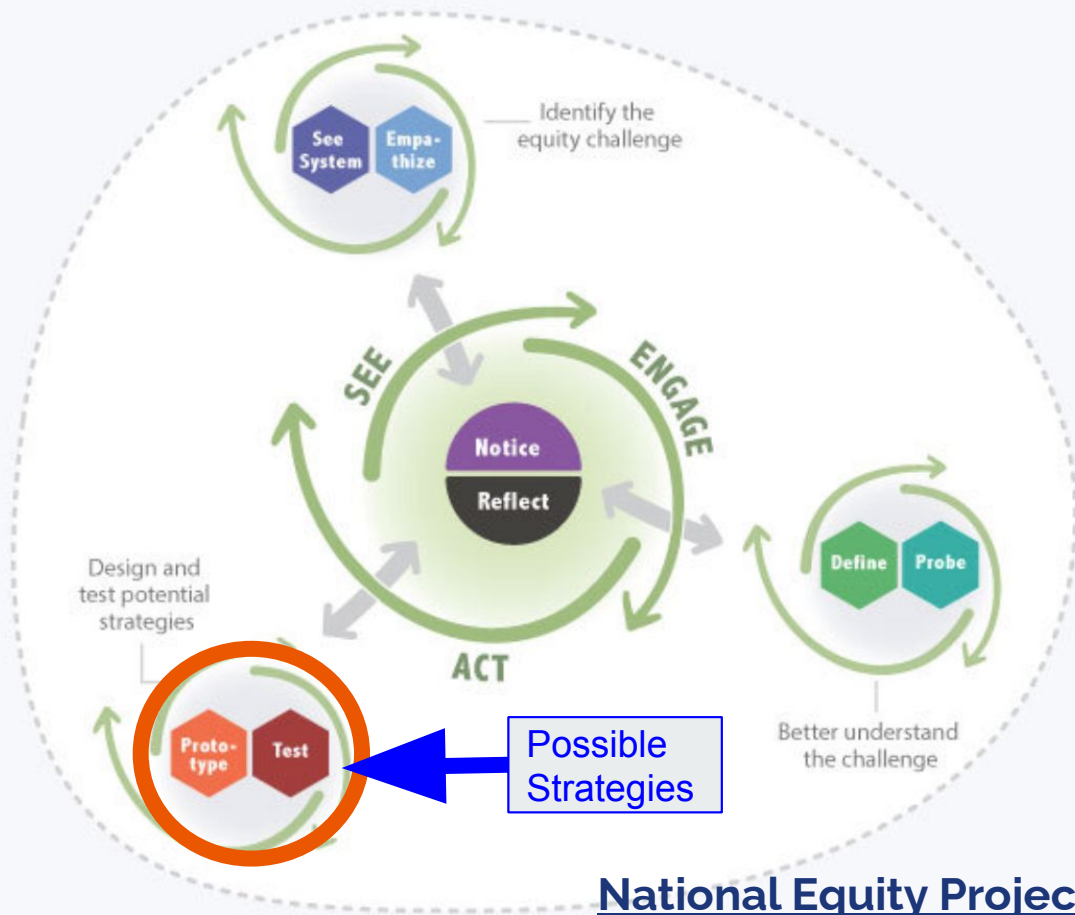 See
System
Empa-
thize
Identify the
equity challenge
SEE
ENGAGE
Notice
Reflect
Define
Probe
Design and
test potential
strategies
ACT
Proto-
type
Test
Possible
Strategies
Better understand
the challenge
National Equity Projec